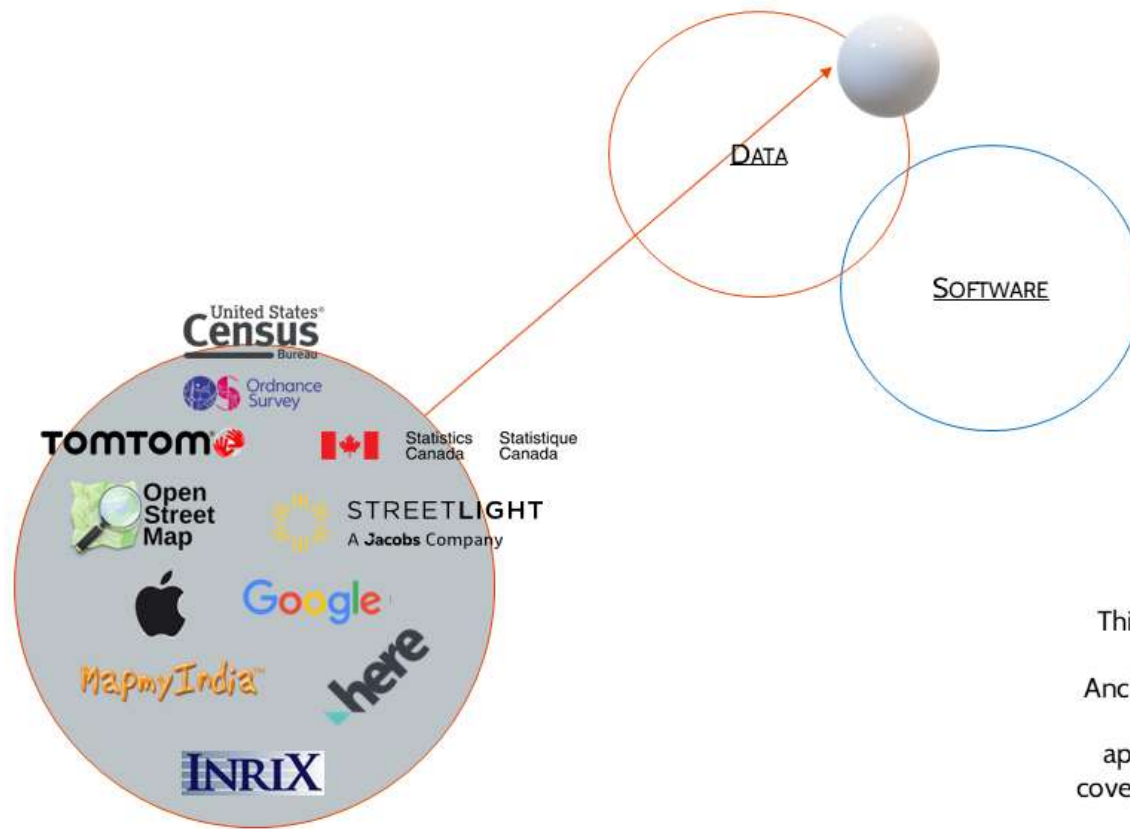 DATA
SOFTWARE
United States®
Census
Bureau
Ordnance
Survey
TOMTOM
Statistics Statistique
Canada Canada
Open
Street
Map
STREETLIGHT
A Jacobs Company
Google
MapmyIndia™
here
INRIX
Thi
Anc
ap
cove